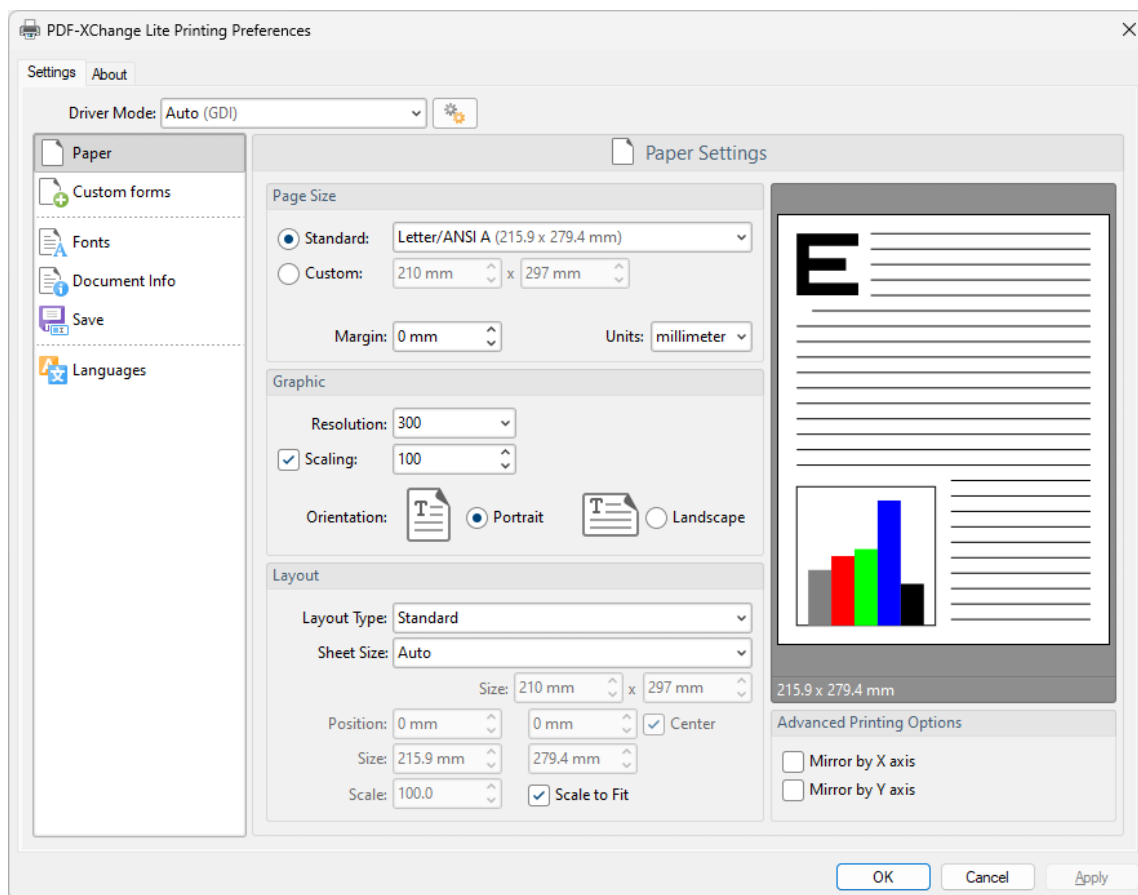 PDF-XChange Lite Printing Preferences
Settings About
Driver Mode: Auto (GDI)
Paper
Custom forms
Fonts
Document Info
Save
Languages
Paper Settings
Page Size
Standard: Letter/ANSI A (215.9 x 279.4 mm)
Custom: 210 mm x 297 mm
Margin: 0 mm Units: millimeter
Graphic
Resolution: 300
Scaling: 100
Orientation: T Portrait T Landscape
Layout
Layout Type: Standard
Sheet Size: Auto
Size: 210 mm x 297 mm
Position: 0 mm 0 mm Center
Size: 215.9 mm 279.4 mm
Scale: 100.0 Scale to Fit
E
215.9 x 279.4 mm
Advanced Printing Options
Mirror by X axis
Mirror by Y axis
OK Cancel Apply